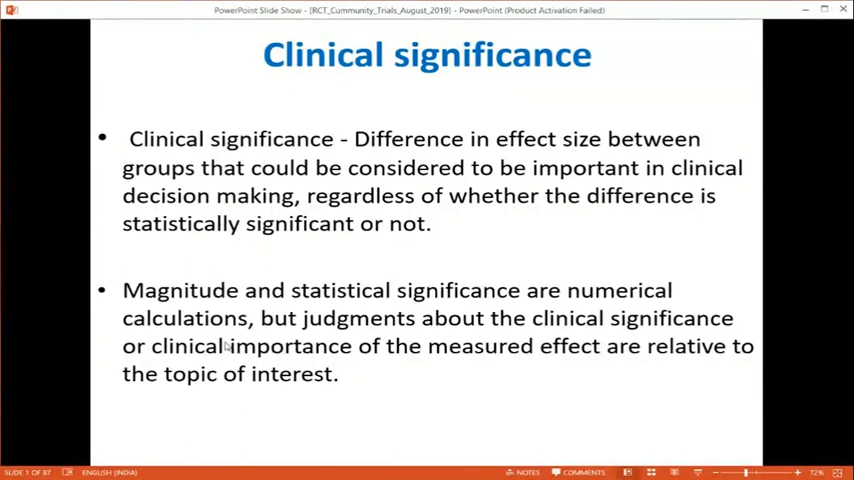 PowerPoint Slide Show - [RCT_Cummunity_Trials_August_2019] - PowerPoint (Product Activation Failed)
Clinical significance
• Clinical significance - Difference in effect size between
groups that could be considered to be important in clinical
decision making, regardless of whether the difference is
statistically significant or not.
• Magnitude and statistical significance are numerical
calculations, but judgments about the clinical significance
or clinical importance of the measured effect are relative to
the topic of interest.
SLIDE 1 OF 87 ENGLISH (INDIA) NOTES COMMENTS 72%